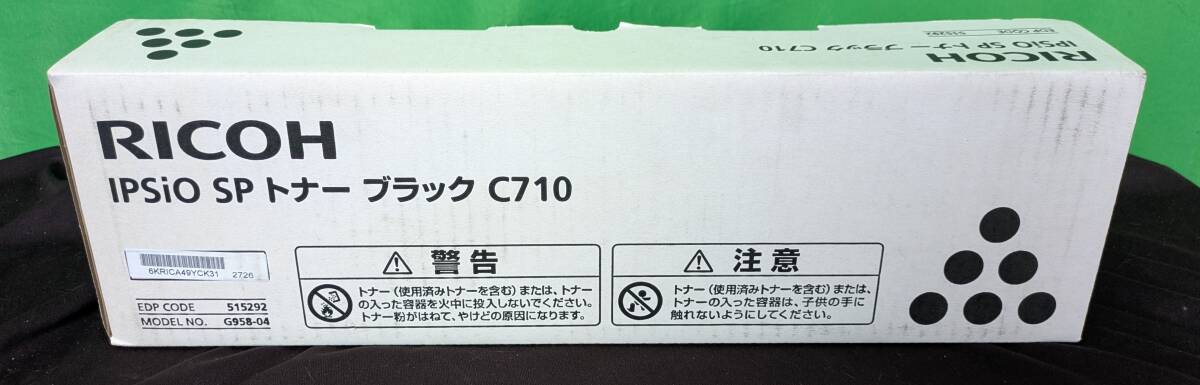 RICOH
IPSiO SP トナー ブラック C710
EDP CODE 515292
RICOH
IPSiO SP トナー ブラック C710
6KRICA49YCK31 2726
EDP CODE 515292
MODEL NO. G958-04
警告
トナー（使用済みトナーを含む）または、トナー
の入った容器を火中に投入しないでください。
トナー粉がはねて、やけどの原因になります。
注意
トナー（使用済みトナーを含む）または、
トナーの入った容器は、子供の手に
触れないようにしてください。